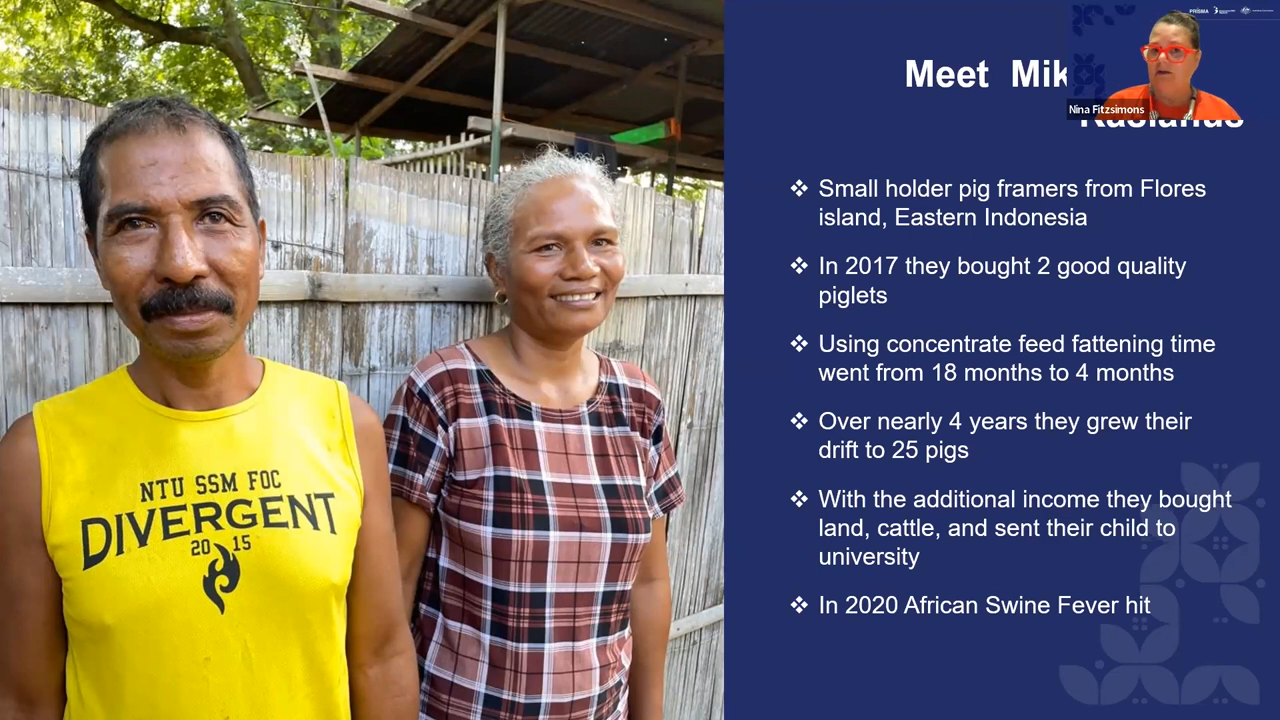 PRISMA
Meet Mik
Nina Fitzsimons
❖ Small holder pig framers from Flores
island, Eastern Indonesia
❖ In 2017 they bought 2 good quality
piglets
❖ Using concentrate feed fattening time
went from 18 months to 4 months
❖ Over nearly 4 years they grew their
drift to 25 pigs
❖ With the additional income they bought
land, cattle, and sent their child to
university
❖ In 2020 African Swine Fever hit
NTU SSM FOC
DIVERGENT
20 15